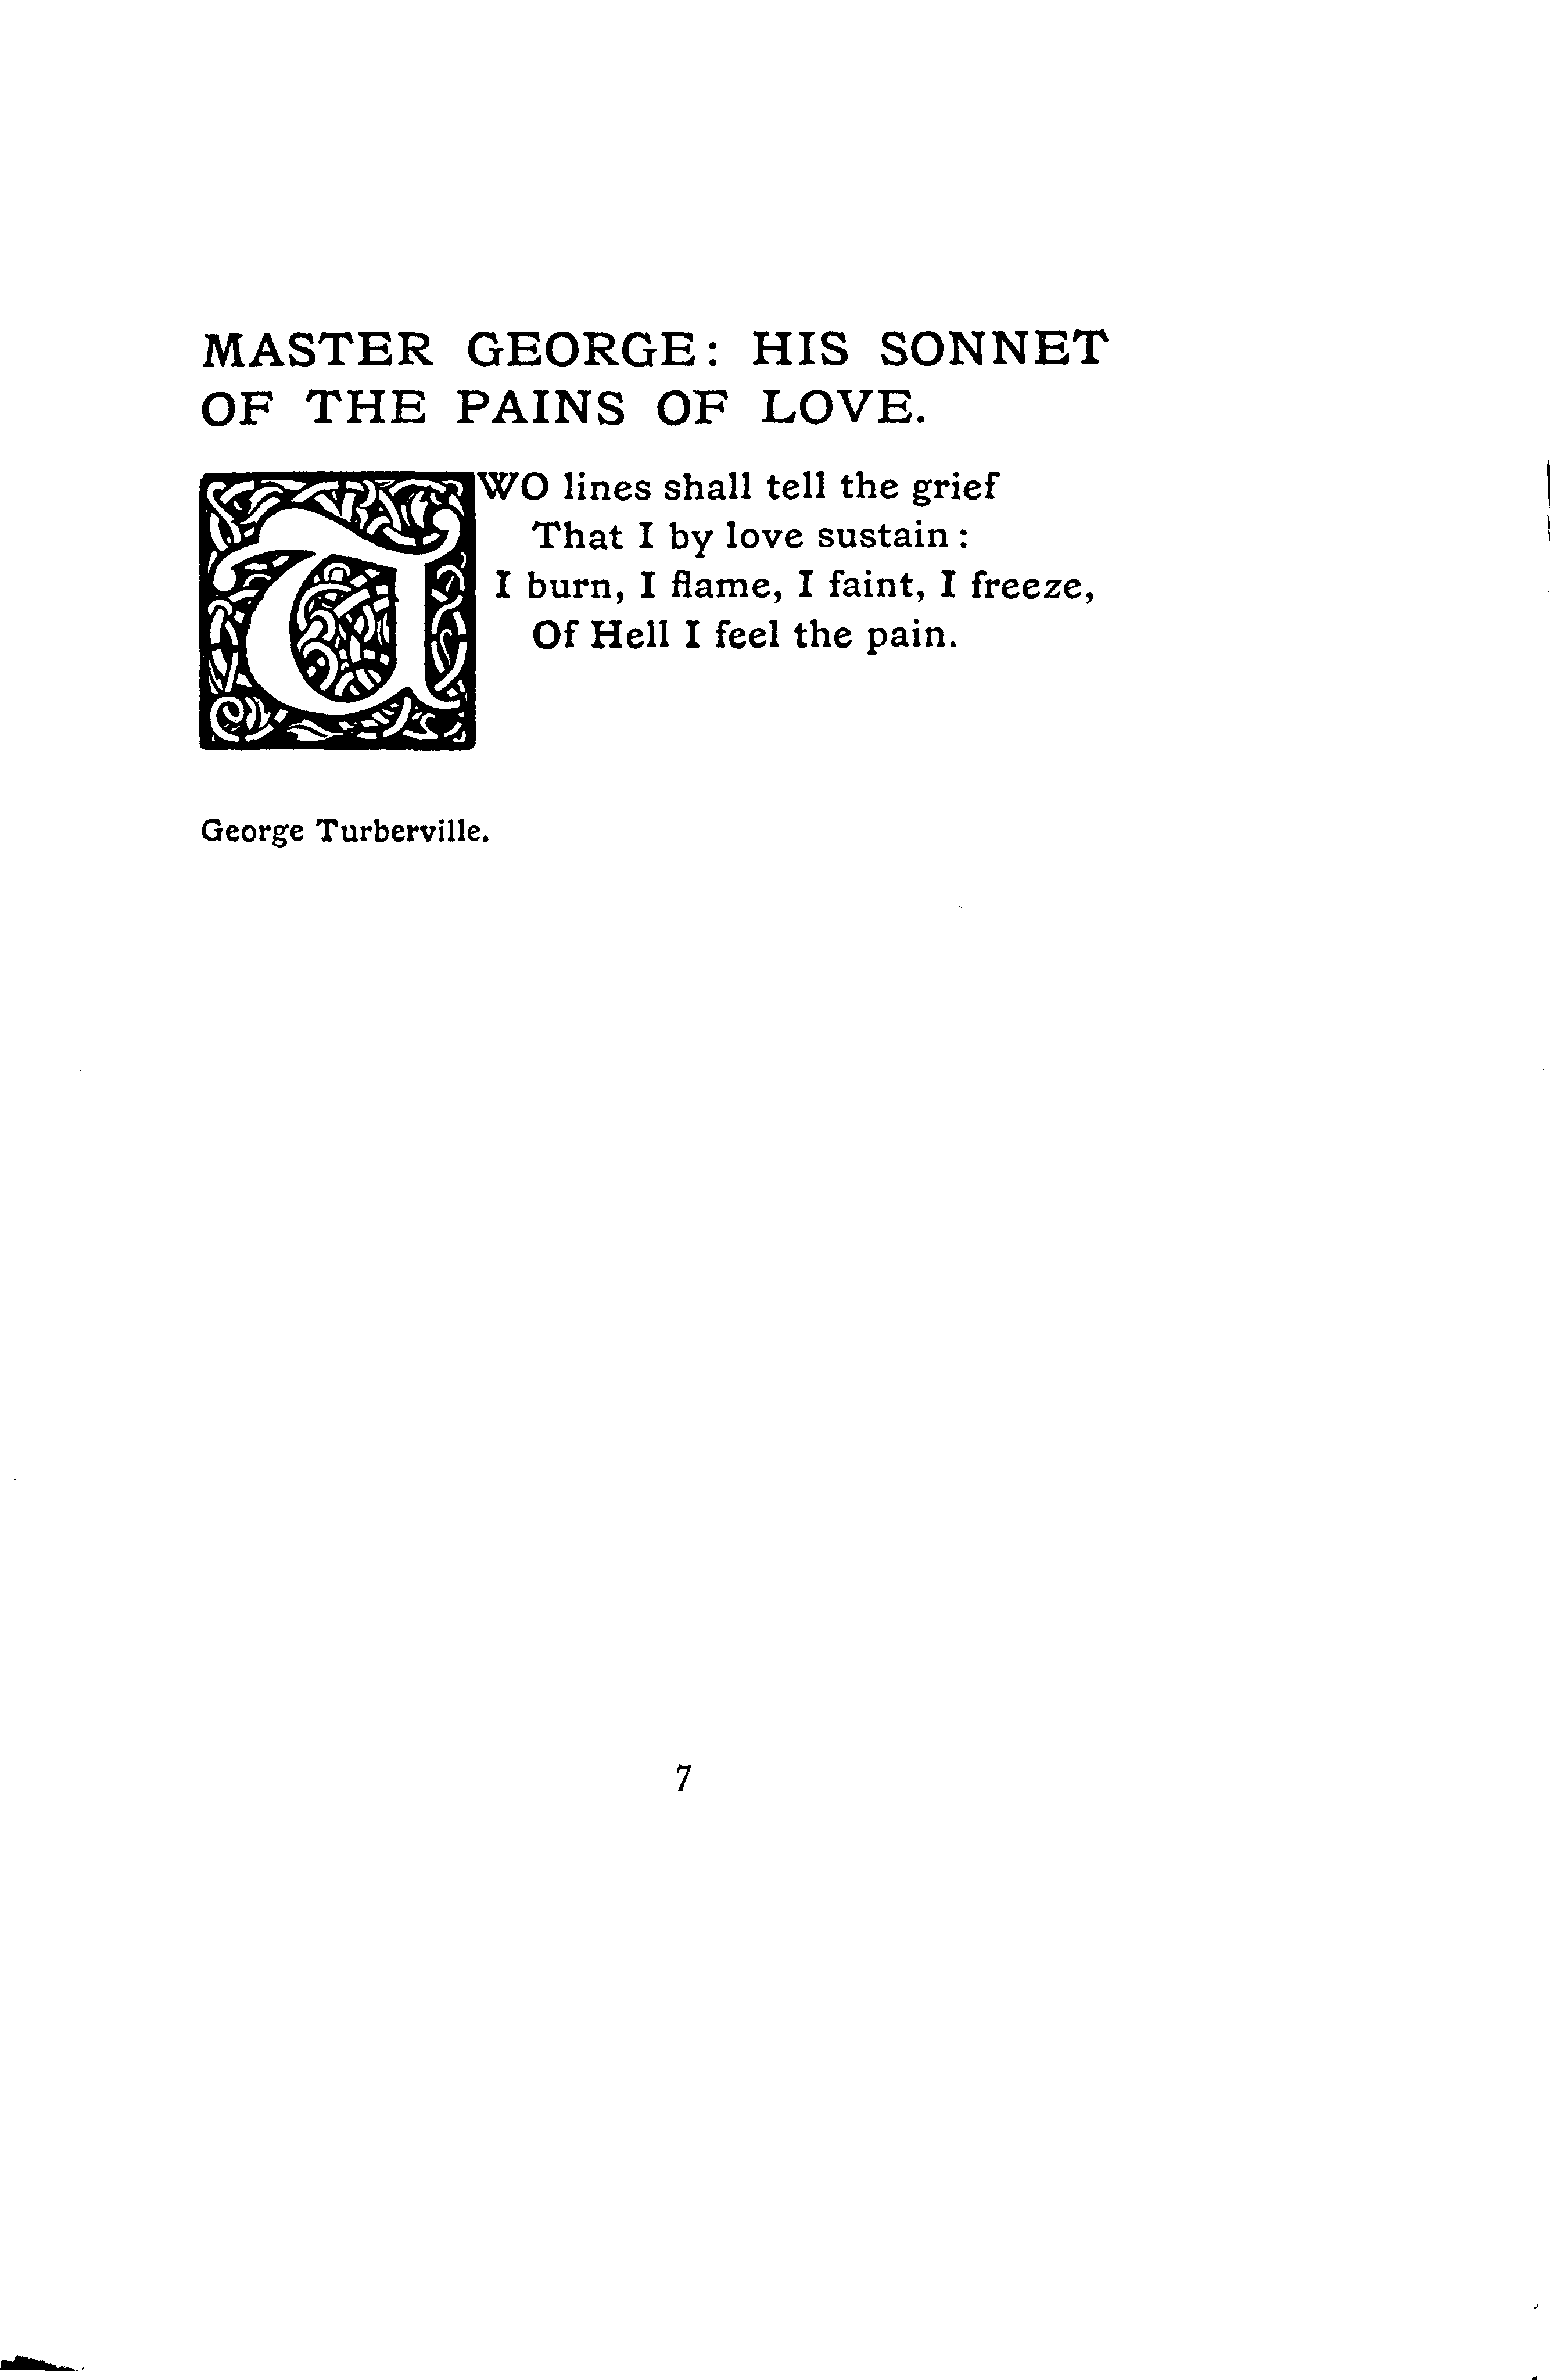 MASTER GEORGE: HIS SONNET
OF THE PAINS OF LOVE.
TWO lines shall tell the grief
That I by love sustain :
I burn, I flame, I faint, I freeze,
Of Hell I feel the pain.
George Turberville.
7